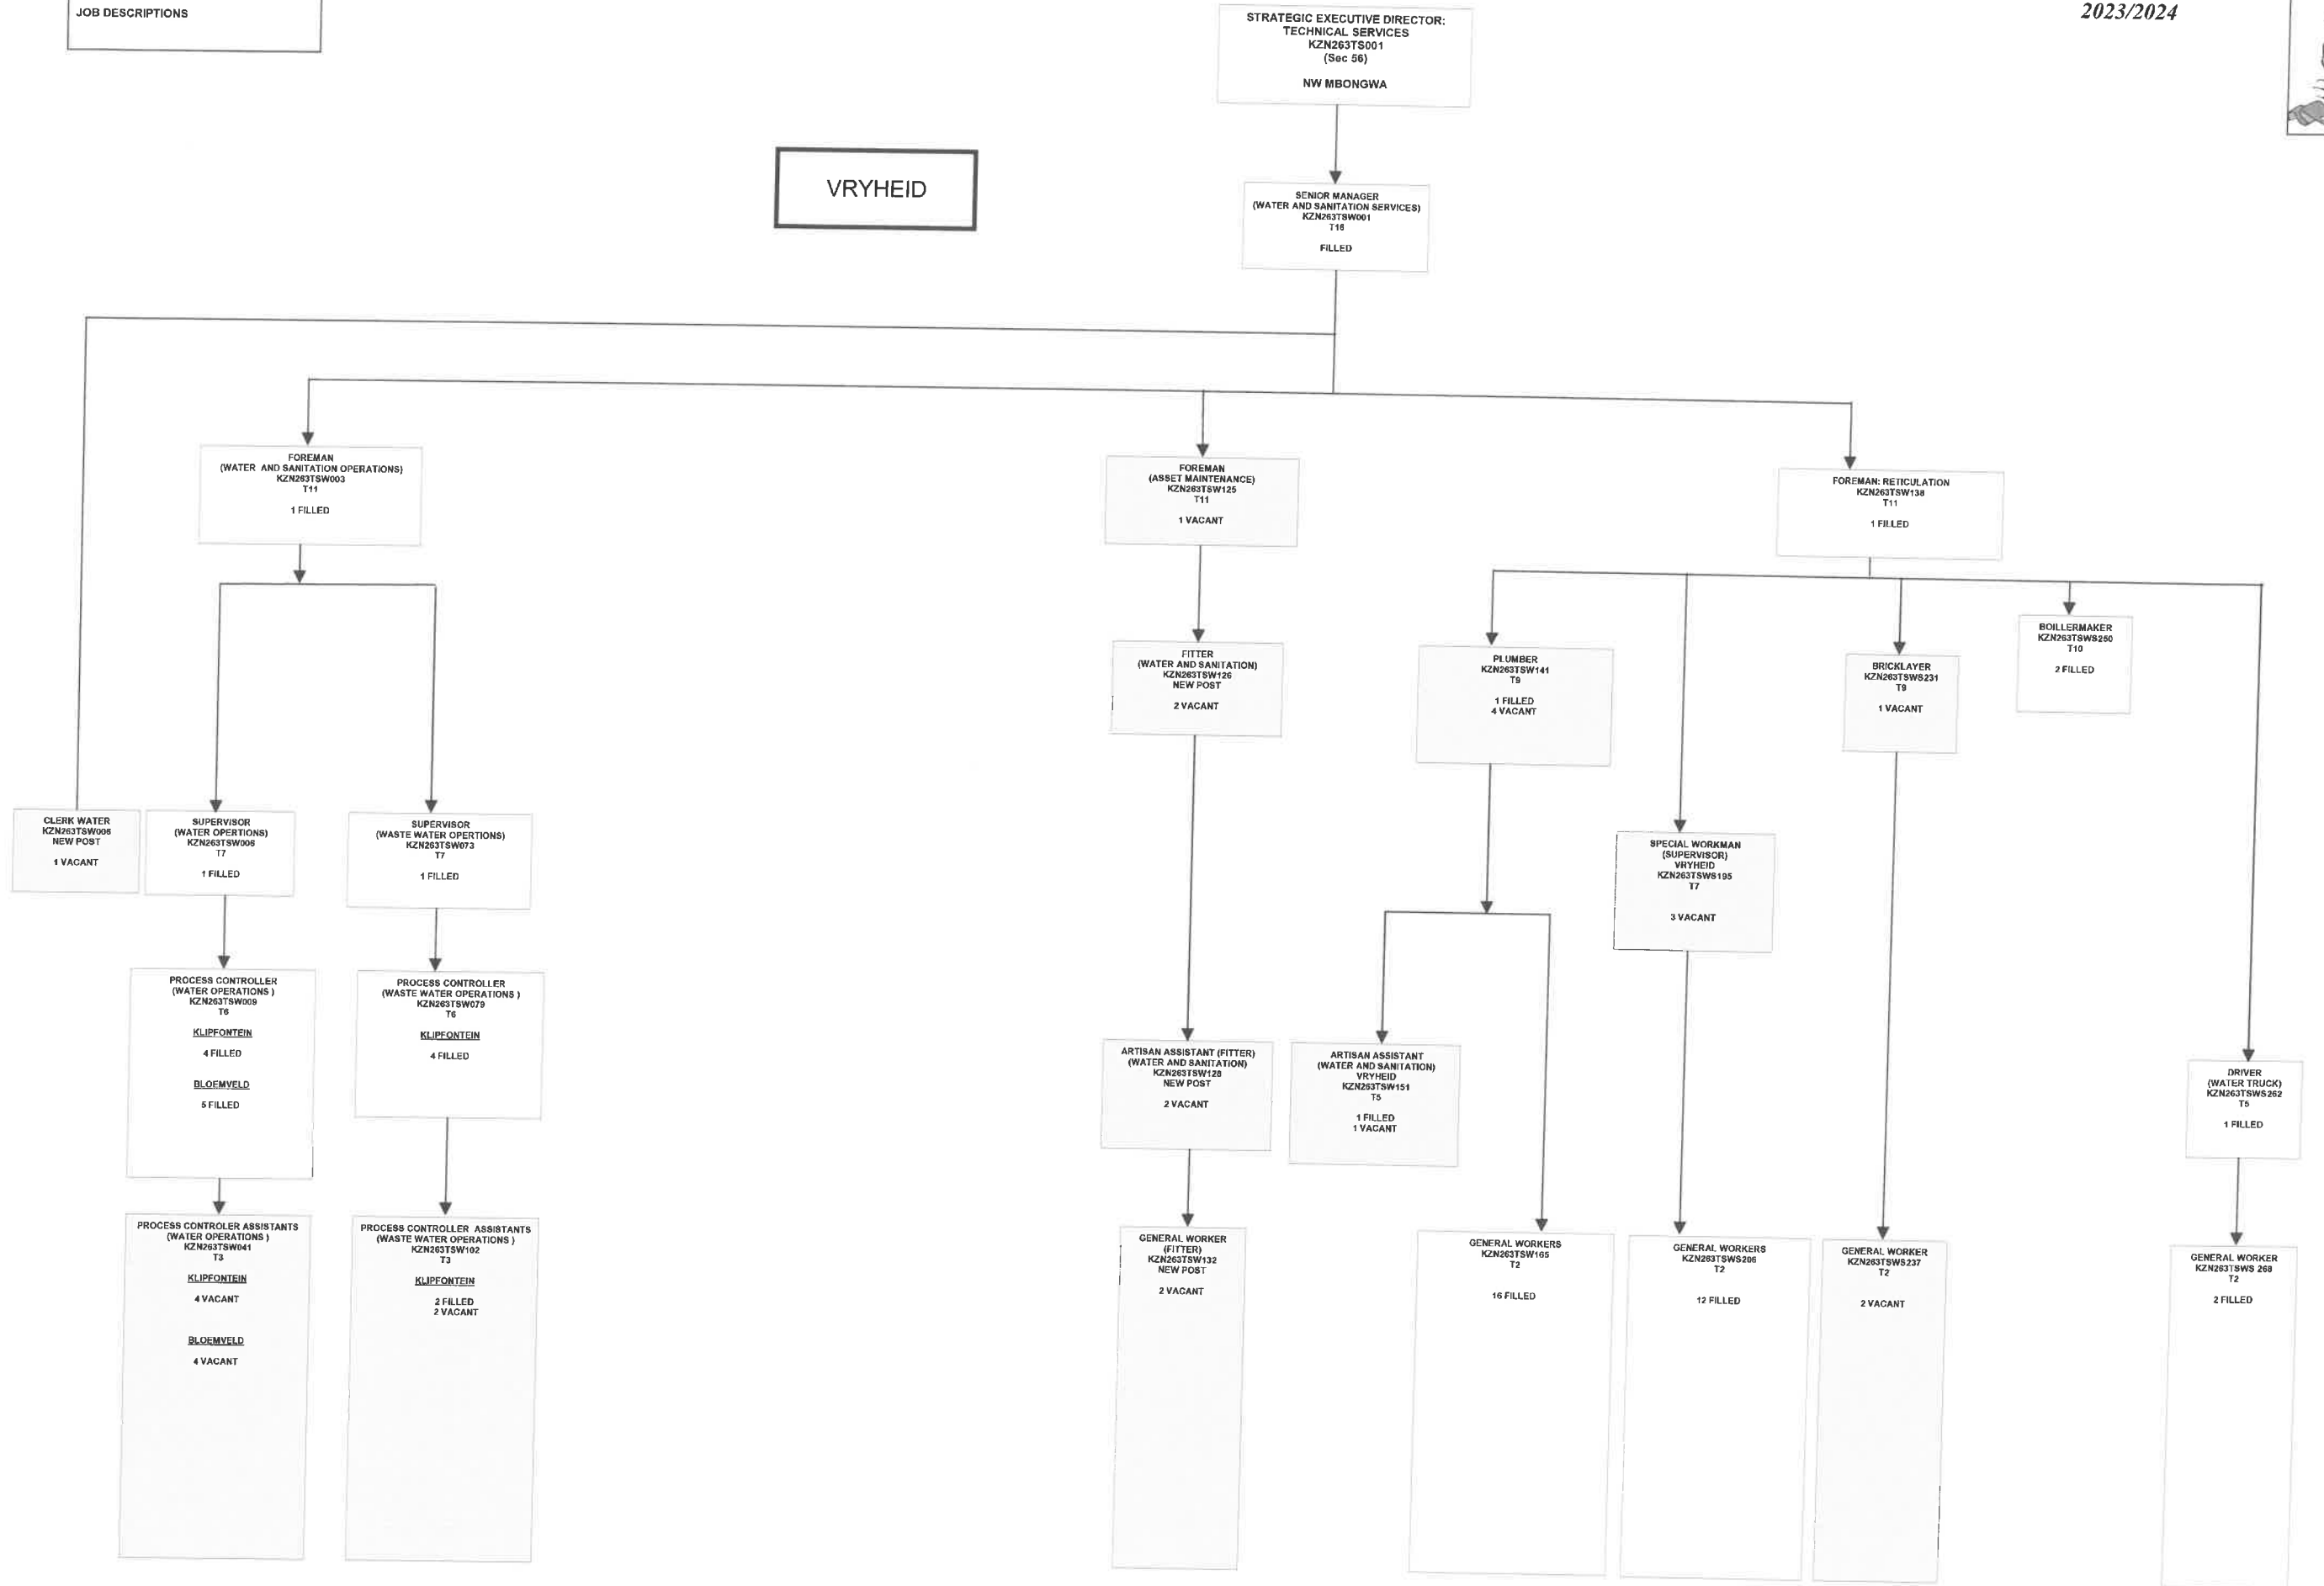 JOB DESCRIPTIONS
2023/2024
STRATEGIC EXECUTIVE DIRECTOR:
TECHNICAL SERVICES
KZN263TS001
(Sec 56)
NW MBONGWA
VRYHEID
SENIOR MANAGER
(WATER AND SANITATION SERVICES)
KZN263TSW001
T16
FILLED
FOREMAN
(WATER AND SANITATION OPERATIONS)
KZN263TSW003
T11
1 FILLED
FOREMAN
(ASSET MAINTENANCE)
KZN263TSW125
T11
1 VACANT
FOREMAN: RETICULATION
KZN263TSW138
T11
1 FILLED
FITTER
(WATER AND SANITATION)
KZN263TSW126
NEW POST
2 VACANT
PLUMBER
KZN263TSW141
T9
1 FILLED
4 VACANT
BRICKLAYER
KZN263TSWS231
T9
1 VACANT
BOILLERMAKER
KZN263TSWS250
T10
2 FILLED
CLERK WATER
KZN263TSW006
NEW POST
1 VACANT
SUPERVISOR
(WATER OPERTIONS)
KZN263TSW006
T7
1 FILLED
SUPERVISOR
(WASTE WATER OPERTIONS)
KZN263TSW073
T7
1 FILLED
SPECIAL WORKMAN
(SUPERVISOR)
VRYHEID
KZN263TSWS195
T7
3 VACANT
PROCESS CONTROLLER
(WATER OPERATIONS )
KZN263TSW009
T6
KLIPFONTEIN
4 FILLED
BLOEMVELD
5 FILLED
PROCESS CONTROLLER
(WASTE WATER OPERATIONS )
KZN263TSW079
T6
KLIPFONTEIN
4 FILLED
ARTISAN ASSISTANT (FITTER)
(WATER AND SANITATION)
KZN263TSW128
NEW POST
2 VACANT
ARTISAN ASSISTANT
(WATER AND SANITATION)
VRYHEID
KZN263TSW151
T5
1 FILLED
1 VACANT
DRIVER
(WATER TRUCK)
KZN263TSWS262
T5
1 FILLED
PROCESS CONTROLER ASSISTANTS
(WATER OPERATIONS )
KZN263TSW041
T3
KLIPFONTEIN
4 VACANT
BLOEMVELD
4 VACANT
PROCESS CONTROLLER ASSISTANTS
(WASTE WATER OPERATIONS )
KZN263TSW102
T3
KLIPFONTEIN
2 FILLED
2 VACANT
GENERAL WORKER
(FITTER)
KZN263TSW132
NEW POST
2 VACANT
GENERAL WORKERS
KZN263TSW165
T2
16 FILLED
GENERAL WORKERS
KZN263TSWS206
T2
12 FILLED
GENERAL WORKER
KZN263TSWS237
T2
2 VACANT
GENERAL WORKER
KZN263TSWS 268
T2
2 FILLED